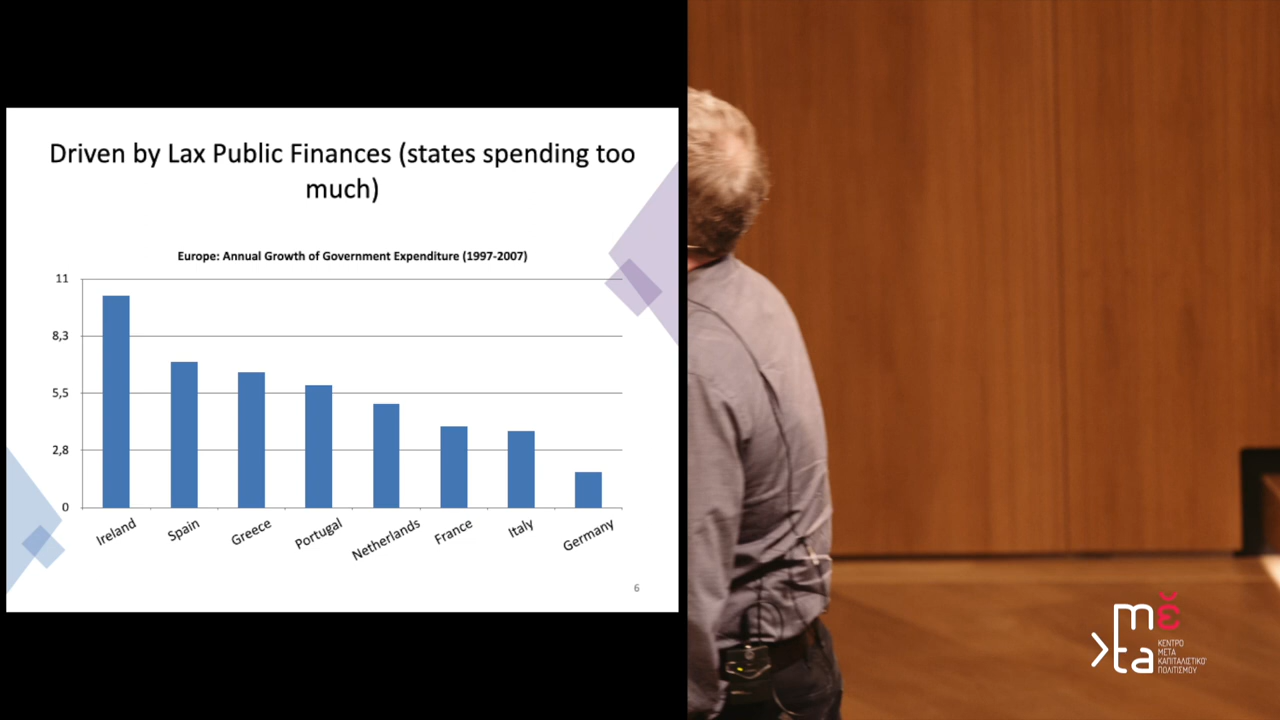 Driven by Lax Public Finances (states spending too
much)
Europe: Annual Growth of Government Expenditure (1997-2007)
11
8,3
5,5
2,8
0
Ireland
Spain
Greece
Portugal
Netherlands
France
Italy
Germany
6
mĕ
ta
ΚΕΝΤΡΟ
ΜΕΤΑ
ΚΑΠΙΤΑΛΙΣΤΙΚΟΥ
ΠΟΛΙΤΙΣΜΟΥ